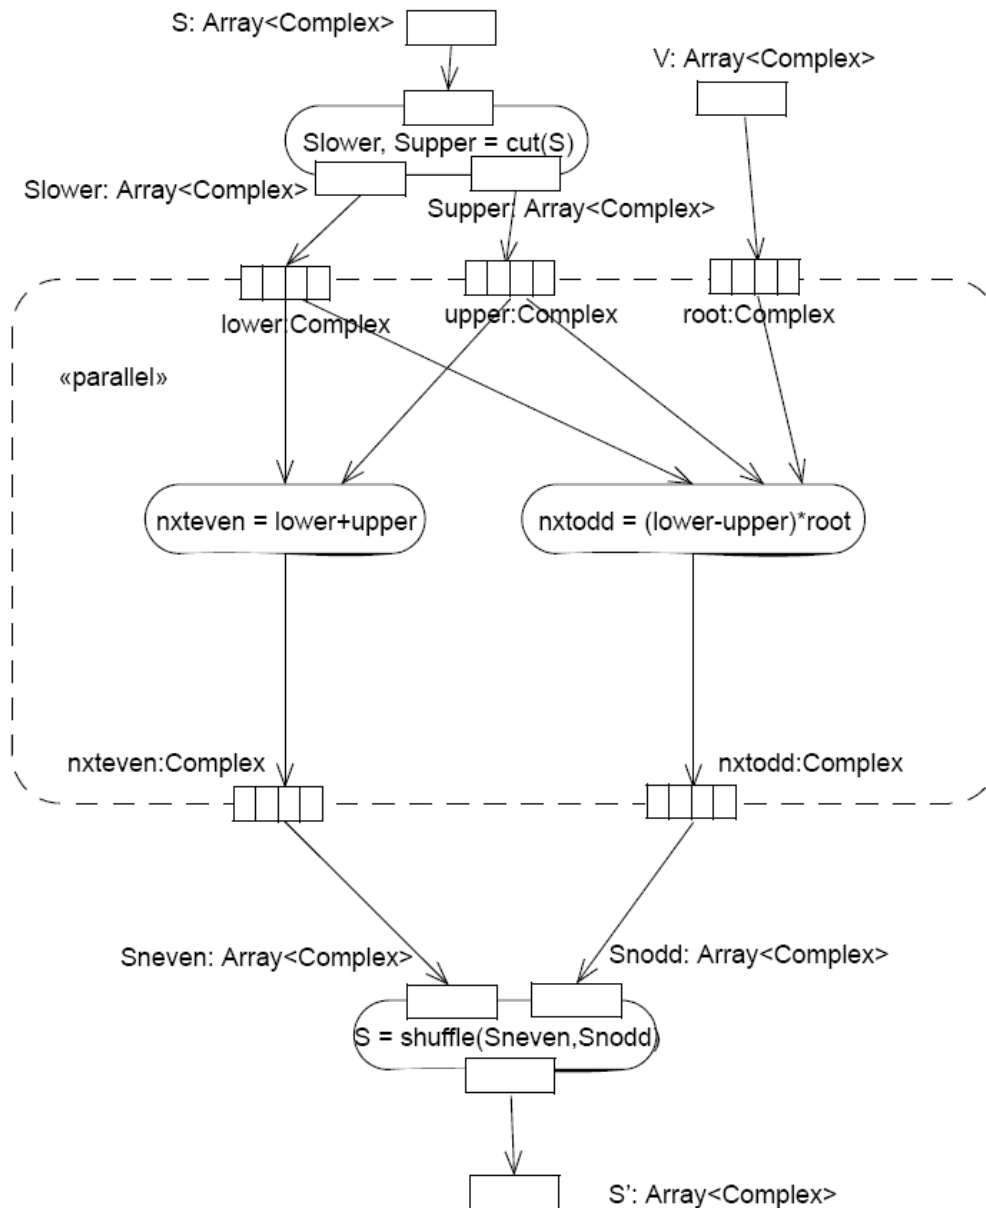 S: Array<Complex>
V: Array<Complex>
Slower, Supper = cut(S)
Slower: Array<Complex>
Supper: Array<Complex>
lower:Complex
upper:Complex
root:Complex
«parallel»
nxteven = lower+upper
nxtodd = (lower-upper)*root
nxteven:Complex
nxtodd:Complex
Sneven: Array<Complex>
Snodd: Array<Complex>
S = shuffle(Sneven,Snodd)
S': Array<Complex>